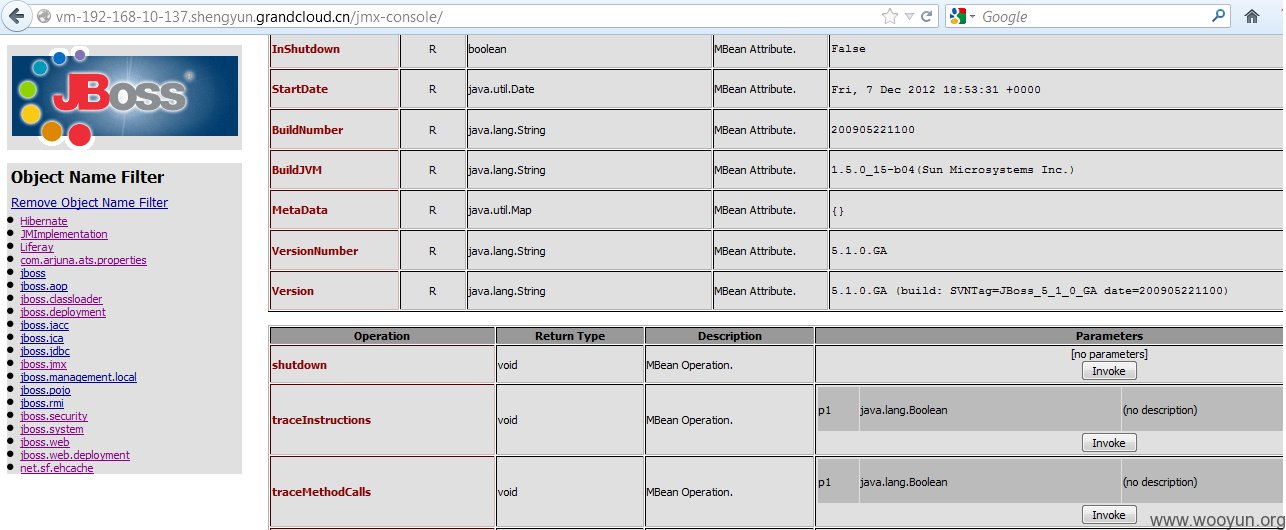 vm-192-168-10-137.shengyun.grandcloud.cn/jmx-console/
Google
JBoss
Object Name Filter
Remove Object Name Filter
Hibernate
JMImplementation
Liferay
com.arjuna.ats.properties
jboss
jboss.aop
jboss.classloader
jboss.deployment
jboss.jacc
jboss.jca
jboss.jdbc
jboss.jmx
jboss.management.local
jboss.pojo
jboss.rmi
jboss.security
jboss.system
jboss.web
jboss.web.deployment
net.sf.ehcache
InShutdown R boolean MBean Attribute. False
StartDate R java.util.Date MBean Attribute. Fri, 7 Dec 2012 18:53:31 +0000
BuildNumber R java.lang.String MBean Attribute. 200905221100
BuildJVM R java.lang.String MBean Attribute. 1.5.0_15-b04(Sun Microsystems Inc.)
MetaData R java.util.Map MBean Attribute. {}
VersionNumber R java.lang.String MBean Attribute. 5.1.0.GA
Version R java.lang.String MBean Attribute. 5.1.0.GA (build: SVNTag=JBoss_5_1_0_GA date=200905221100)
Operation Return Type Description Parameters
shutdown void MBean Operation. [no parameters]
Invoke
traceInstructions void MBean Operation. p1 java.lang.Boolean (no description)
Invoke
traceMethodCalls void MBean Operation. p1 java.lang.Boolean (no description)
Invoke
www.wooyun.org